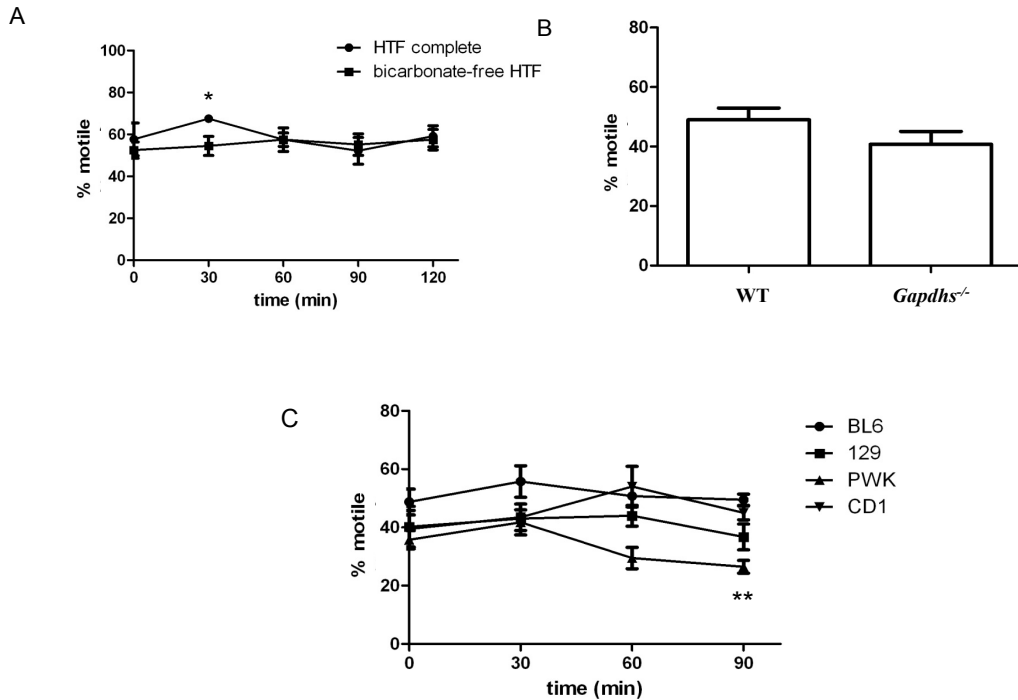 A
HTF complete
bicarbonate-free HTF
100
80
60
40
20
0
% motile
*
0 30 60 90 120
time (min)
B
80
60
40
20
0
% motile
WT Gapdhs-/-
C
80
60
40
20
0
% motile
**
0 30 60 90
time (min)
BL6
129
PWK
CD1